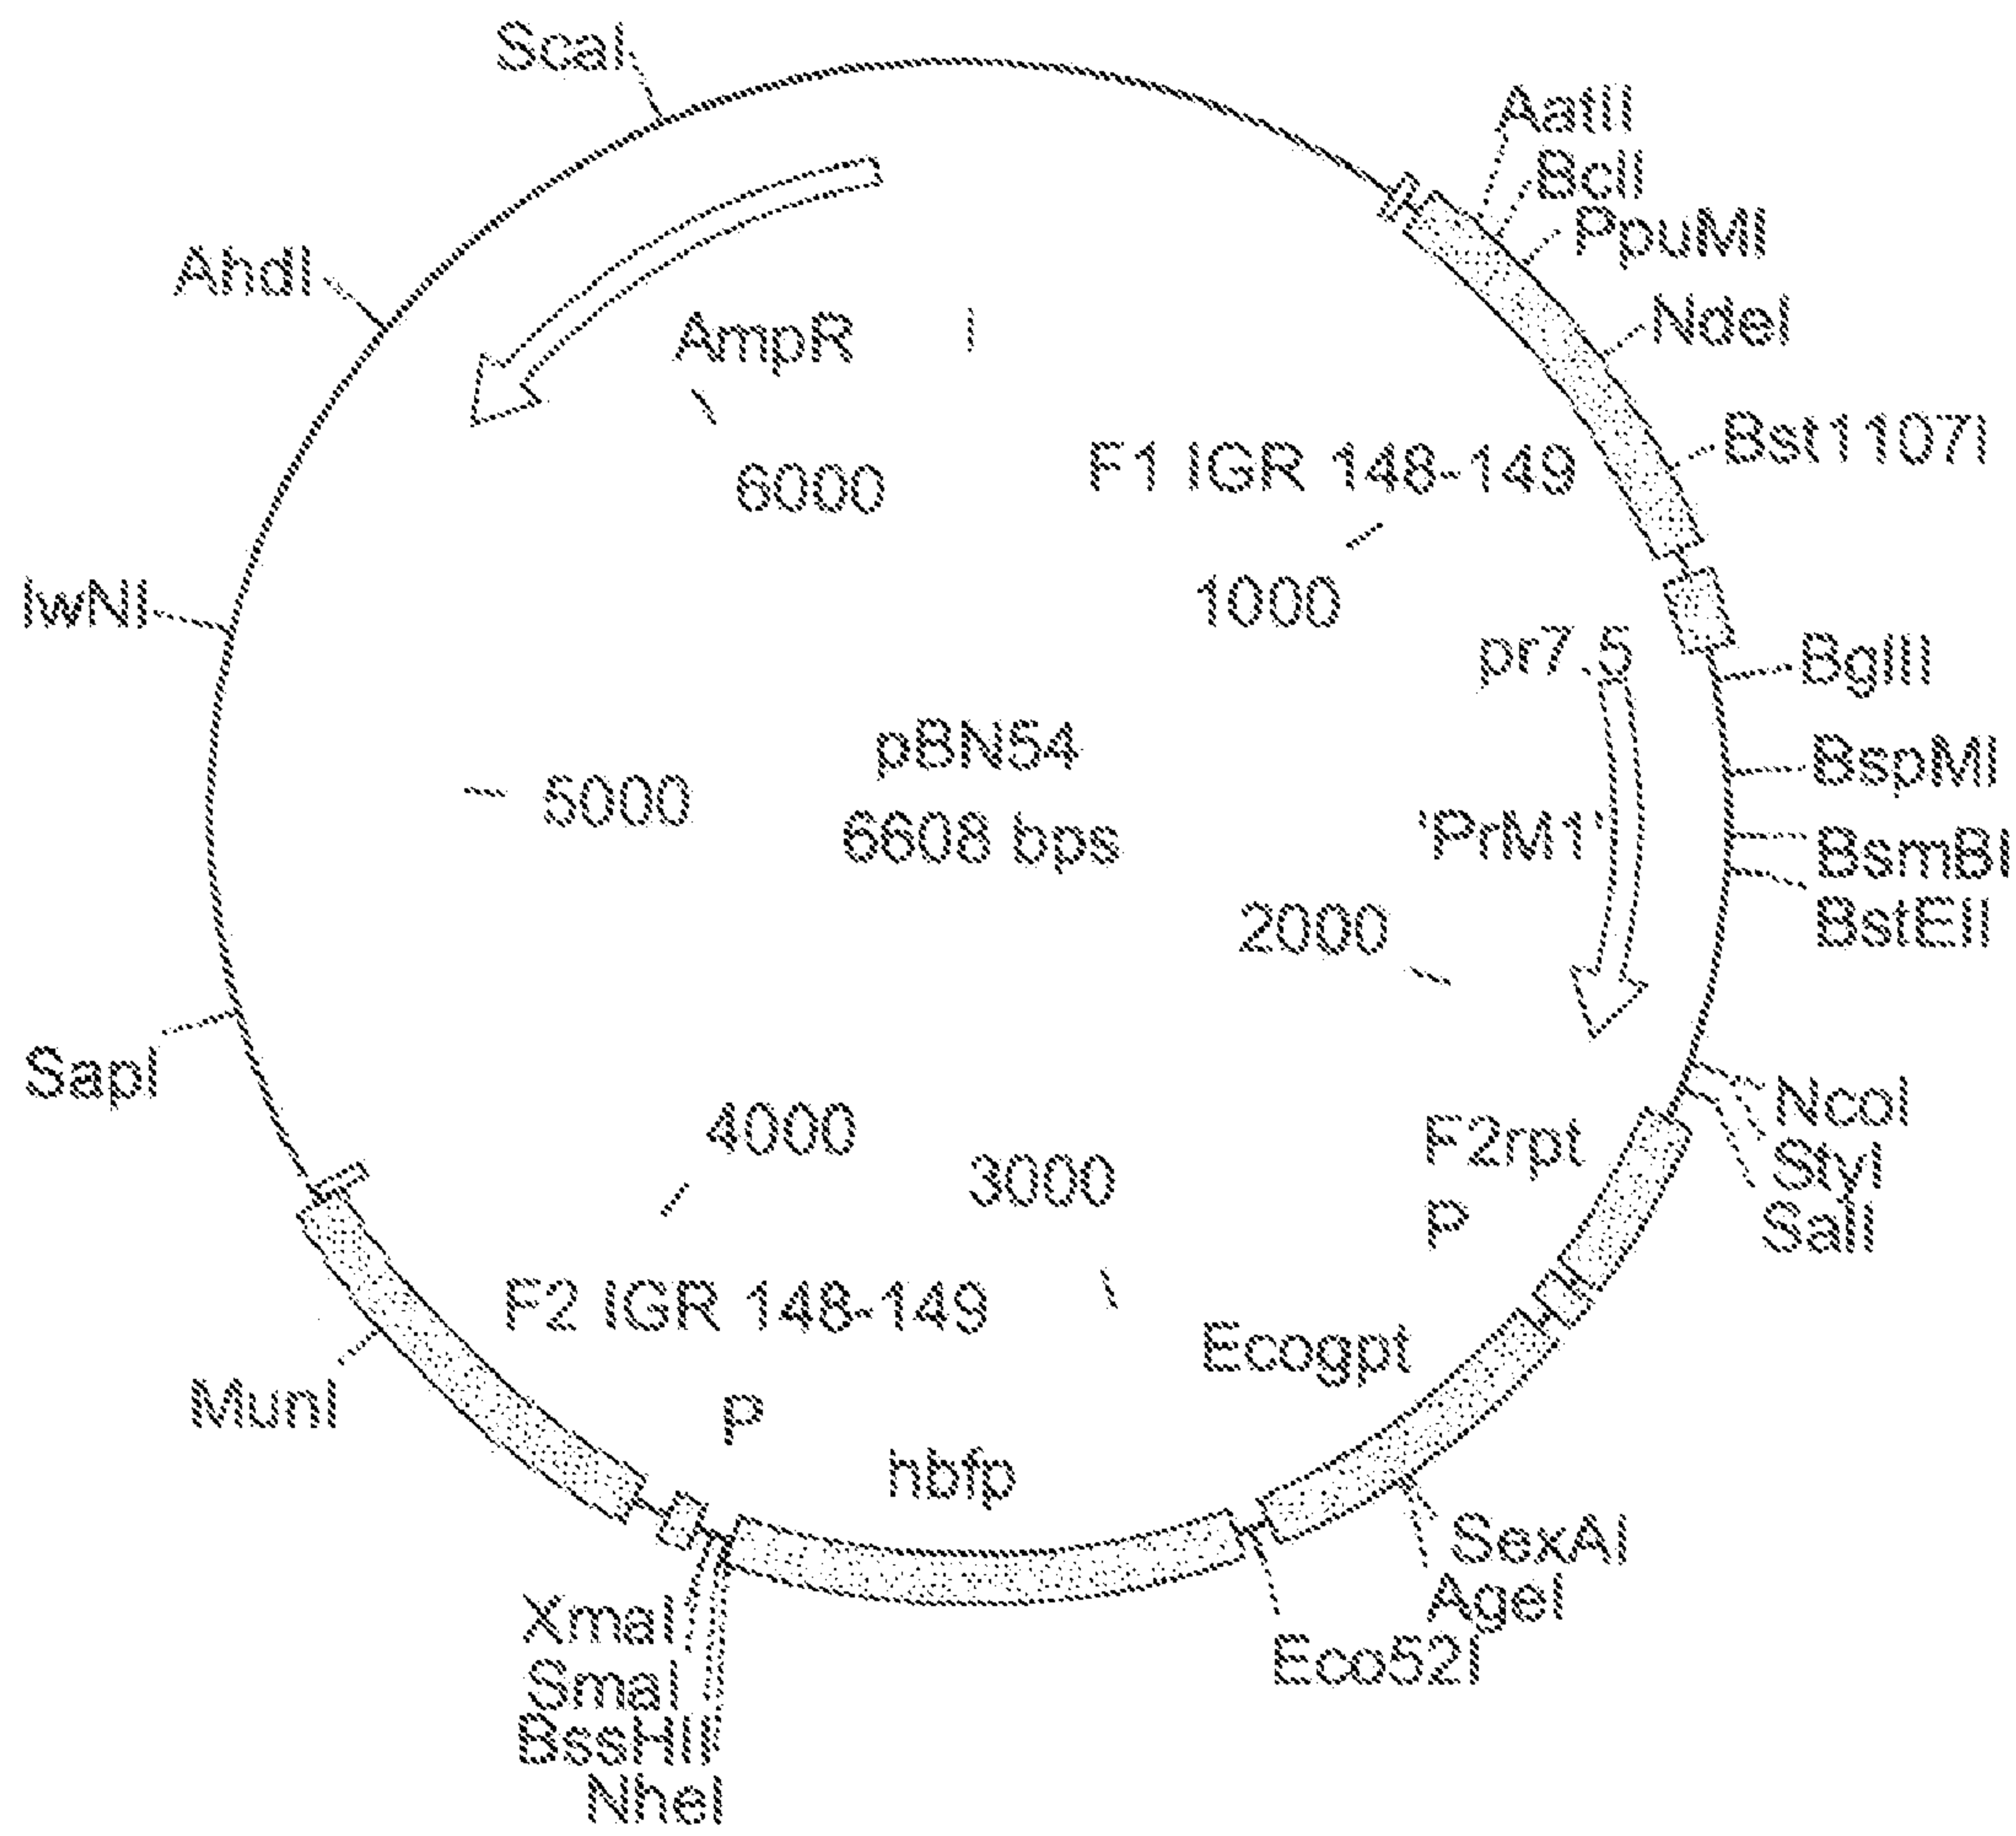 ScaI
AatII
BclI
PpuMI
AhdI
NdeI
AmpR
Bst1107I
F1 IGR 148-149
6000
1000
lwNI
pr7.5
BglII
pBN54
BspMI
5000
6608 bps
'PrM1'
BsmBI
BstEII
2000
SapI
NcoI
4000
F2rpt
StyI
3000
P
SalI
F2 IGR 148-149
Ecogpt
MunI
P
hbfp
SexAI
AgeI
XmaI
Eco52I
SmaI
BssHII
NheI